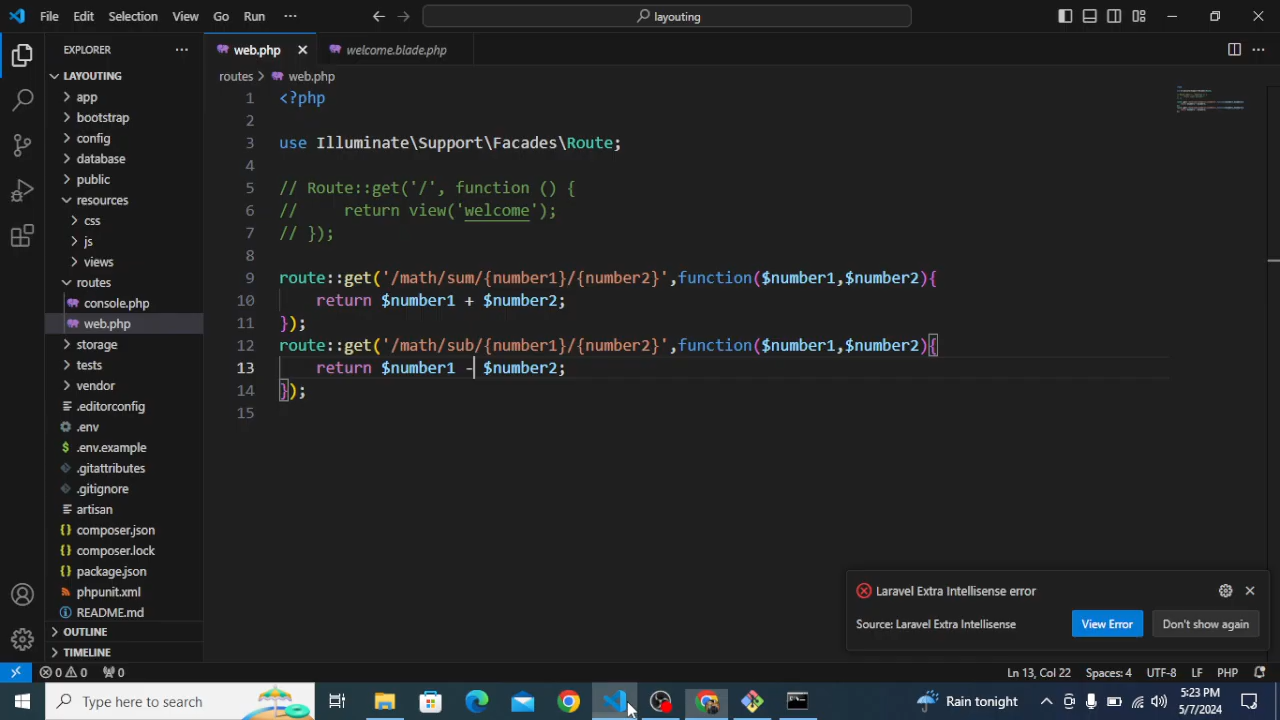 File Edit Selection View Go Run ··· layouting
EXPLORER ···
LAYOUTING
app
bootstrap
config
database
public
resources
css
js
views
routes
console.php
web.php
storage
tests
vendor
.editorconfig
.env
.env.example
.gitattributes
.gitignore
artisan
composer.json
composer.lock
package.json
phpunit.xml
README.md
OUTLINE
TIMELINE
web.php welcome.blade.php
routes > web.php
1 <?php
2
3 use Illuminate\Support\Facades\Route;
4
5 // Route::get('/', function () {
6 //     return view('welcome');
7 // });
8
9 route::get('/math/sum/{number1}/{number2}',function($number1,$number2){
10     return $number1 + $number2;
11 });
12 route::get('/math/sub/{number1}/{number2}',function($number1,$number2){
13     return $number1 - $number2;
14 });
15
Laravel Extra Intellisense error
Source: Laravel Extra Intellisense View Error Don't show again
0 0 0 Ln 13, Col 22 Spaces: 4 UTF-8 LF PHP
Type here to search Rain tonight 5:23 PM
5/7/2024